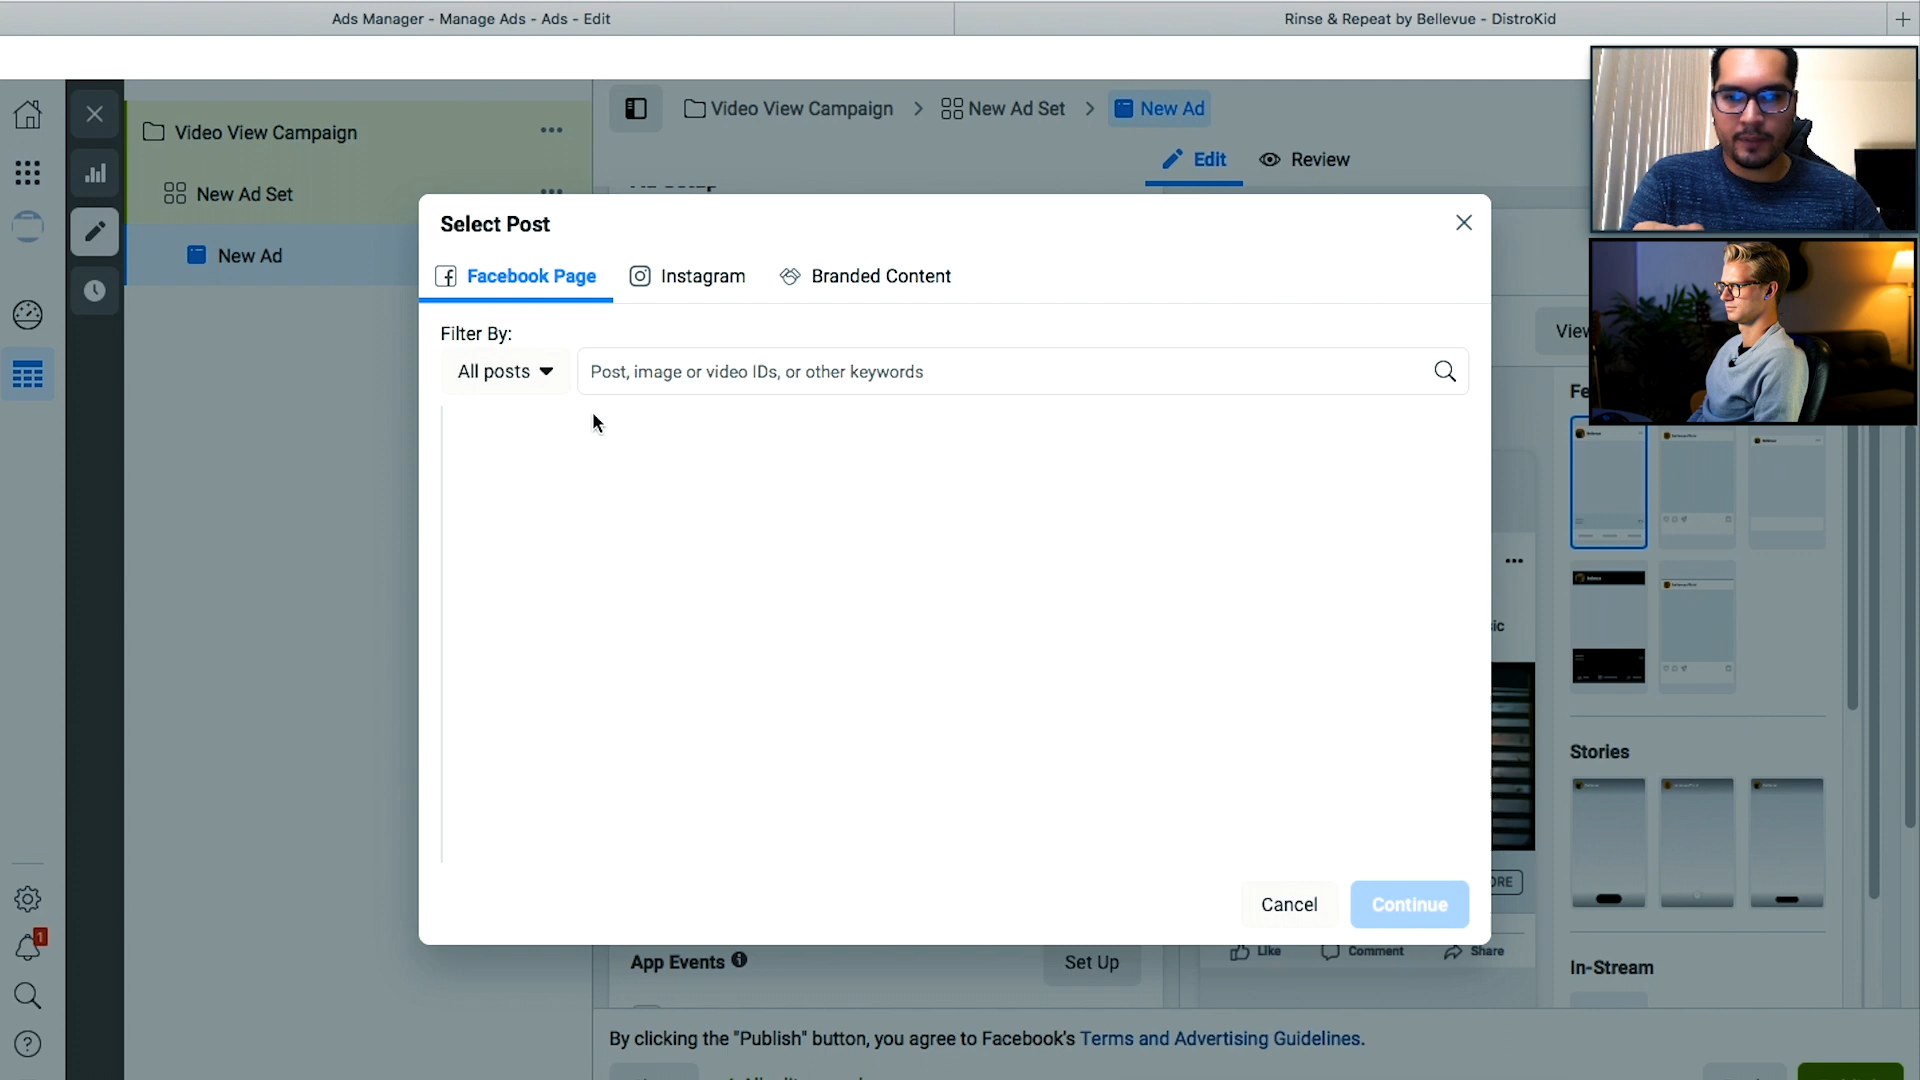 Ads Manager - Manage Ads - Ads - Edit
Rinse & Repeat by Bellevue - DistroKid
Video View Campaign
New Ad Set
New Ad
Video View Campaign
New Ad Set
New Ad
Edit
Review
Select Post
Facebook Page
Instagram
Branded Content
Filter By:
All posts
Post, image or video IDs, or other keywords
Cancel
Continue
Stories
In-Stream
App Events
Set Up
Like
Comment
Share
1
By clicking the "Publish" button, you agree to Facebook's Terms and Advertising Guidelines.